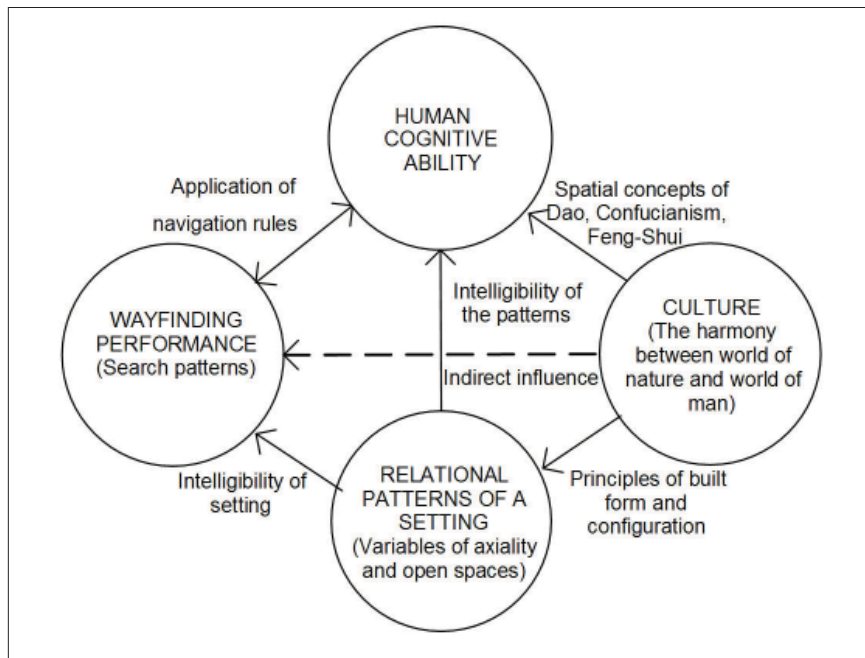 HUMAN
COGNITIVE
ABILITY
Application of
navigation rules
Spatial concepts of
Dao, Confucianism,
Feng-Shui
WAYFINDING
PERFORMANCE
(Search patterns)
Intelligibility of
the patterns
CULTURE
(The harmony
between world of
nature and world of
man)
Indirect influence
Intelligibility of
setting
RELATIONAL
PATTERNS OF A
SETTING
(Variables of axiality
and open spaces)
Principles of built
form and
configuration